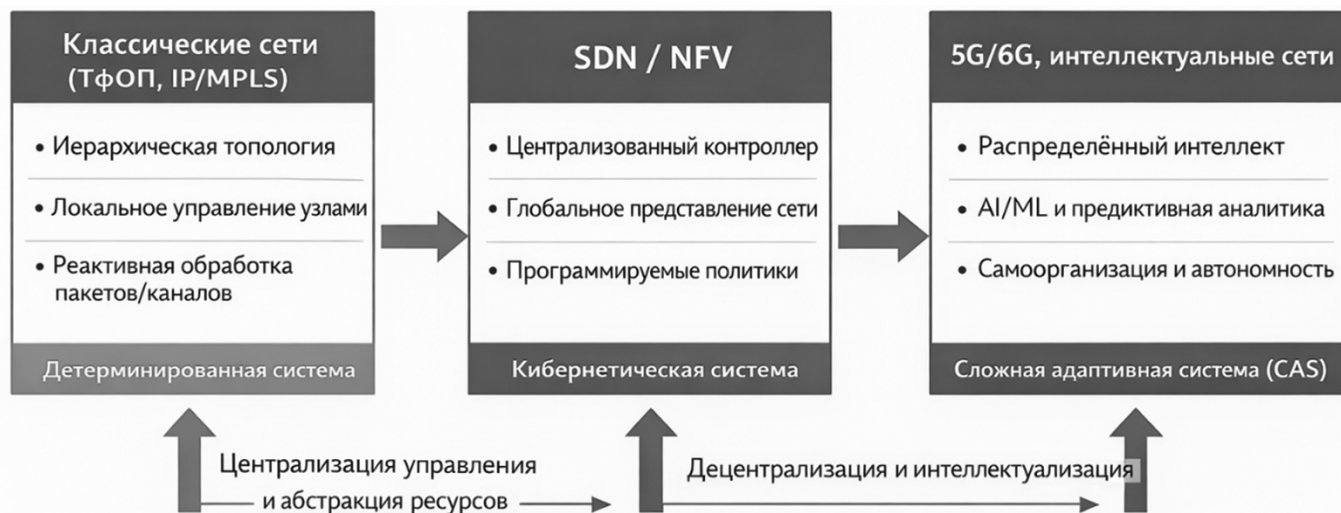 Классические сети
(ТфОП, IP/MPLS)
• Иерархическая топология
• Локальное управление узлами
• Реактивная обработка
пакетов/каналов
Детерминированная система
SDN / NFV
• Централизованный контроллер
• Глобальное представление сети
• Программируемые политики
Кибернетическая система
5G/6G, интеллектуальные сети
• Распределённый интеллект
• AI/ML и предиктивная аналитика
• Самоорганизация и автономность
Сложная адаптивная система (CAS)
Централизация управления
и абстракция ресурсов
Децентрализация и интеллектуализация